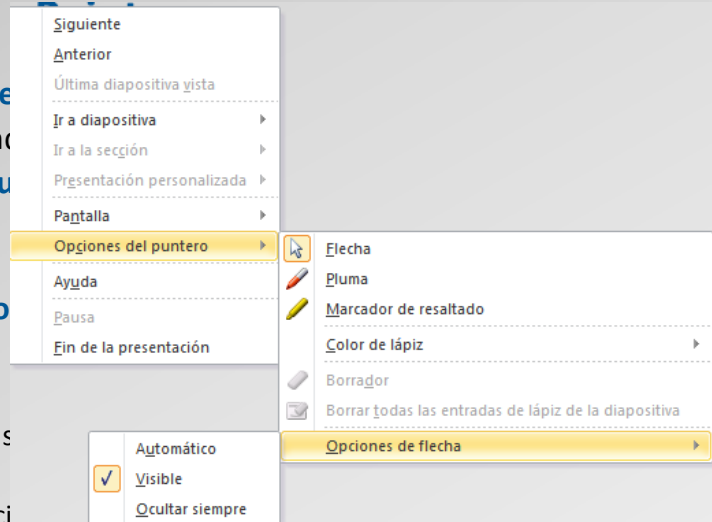 Siguiente
Anterior
Última diapositiva vista
Ir a diapositiva
Ir a la sección
Presentación personalizada
Pantalla
Opciones del puntero
Ayuda
Pausa
Fin de la presentación
Flecha
Pluma
Marcador de resaltado
Color de lápiz
Borrador
Borrar todas las entradas de lápiz de la diapositiva
Opciones de flecha
Automático
Visible
Ocultar siempre